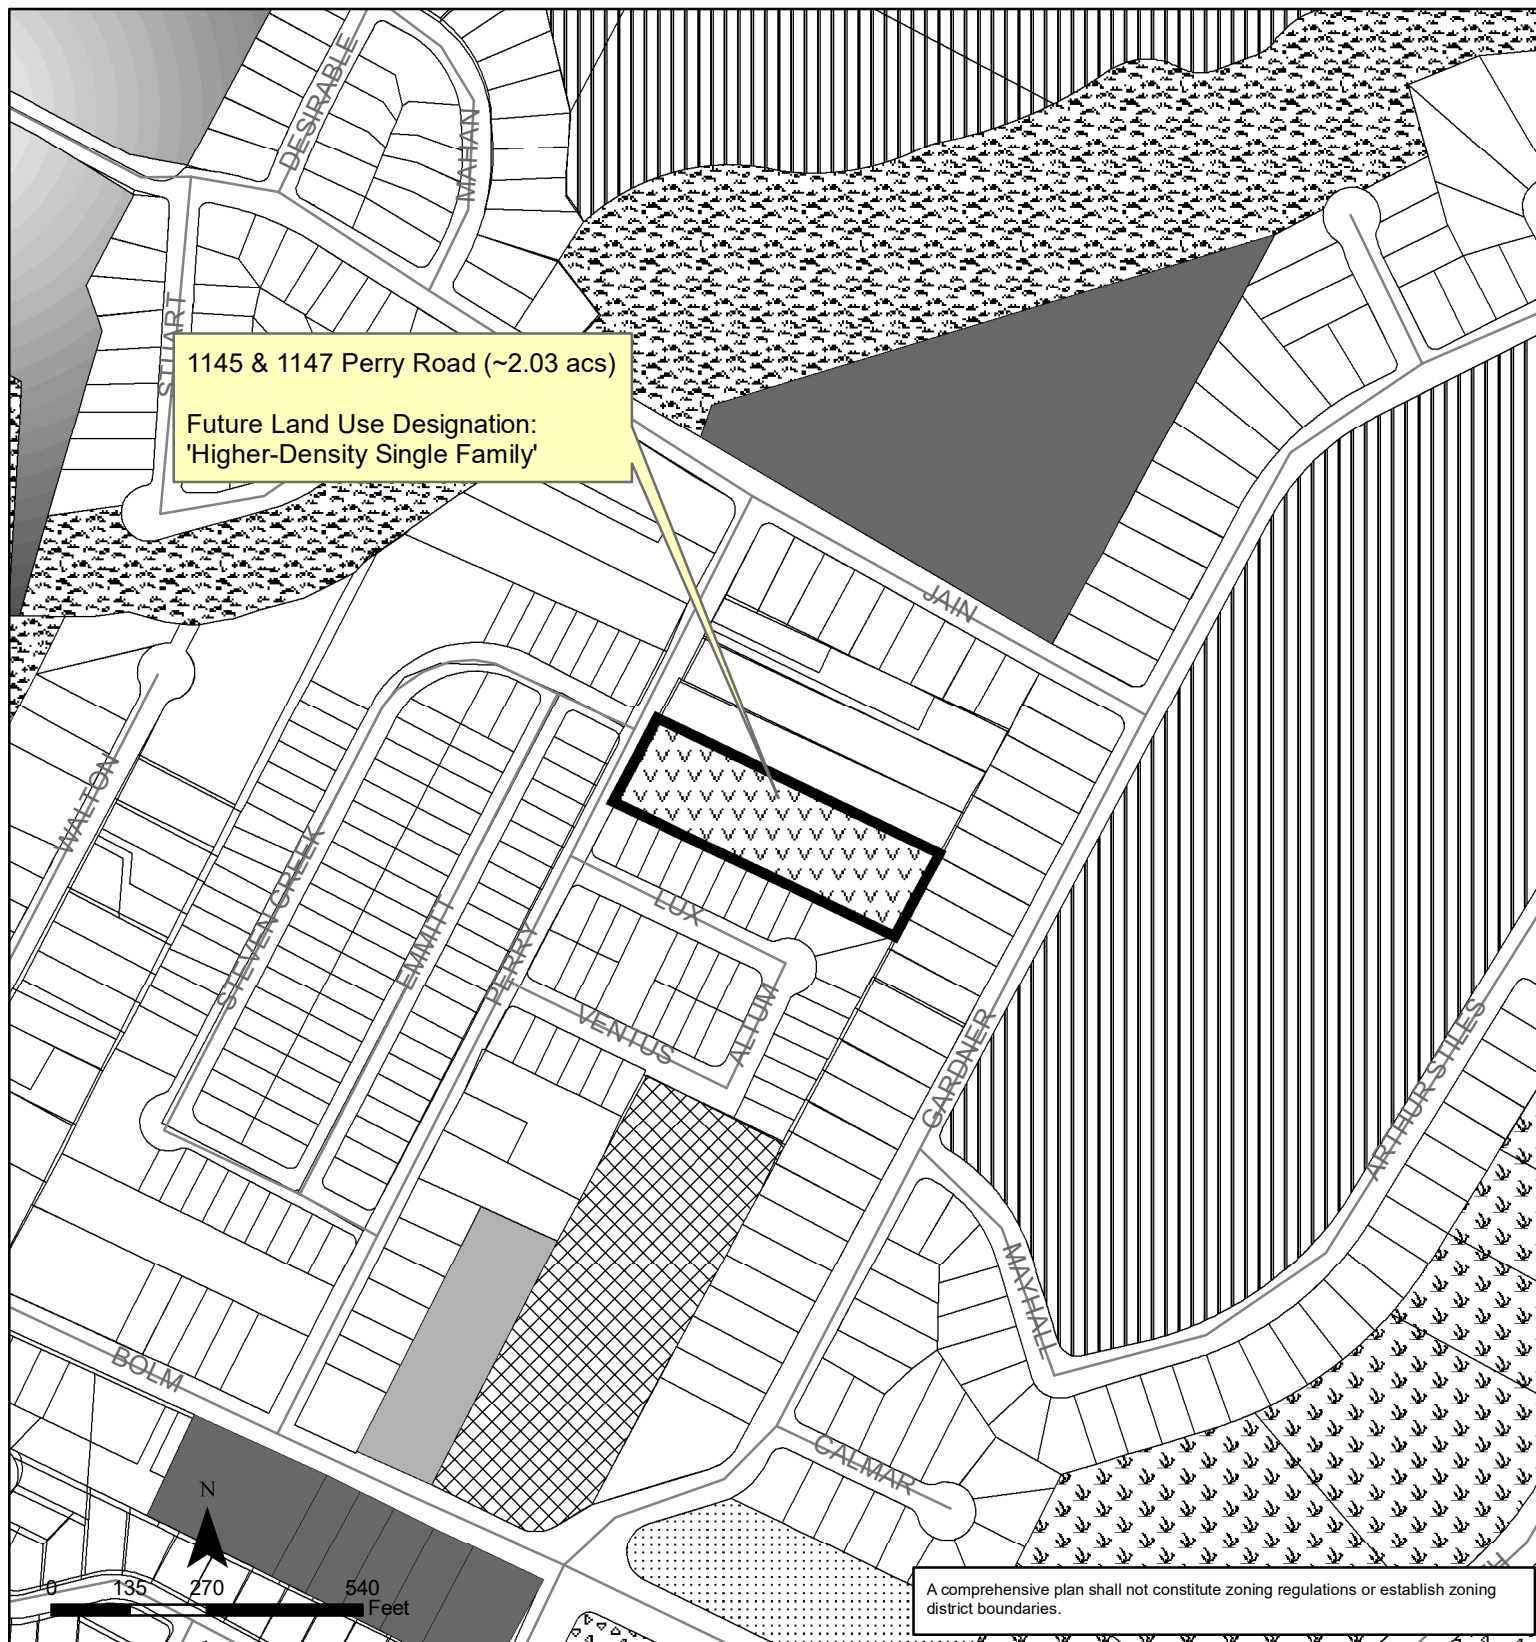 DESIRABLE
MAHAN
STUART
1145 & 1147 Perry Road (~2.03 acs)
Future Land Use Designation:
'Higher-Density Single Family'
JAIN
WALTON
STEVEN CREEK
EMMITT
PERRY
LUX
VENTUS
ALTUM
GARDNER
ARTHUR STILES
MAYHALL
BOLM
CALMAR
N
0 135 270 540
Feet
A comprehensive plan shall not constitute zoning regulations or establish zoning
district boundaries.